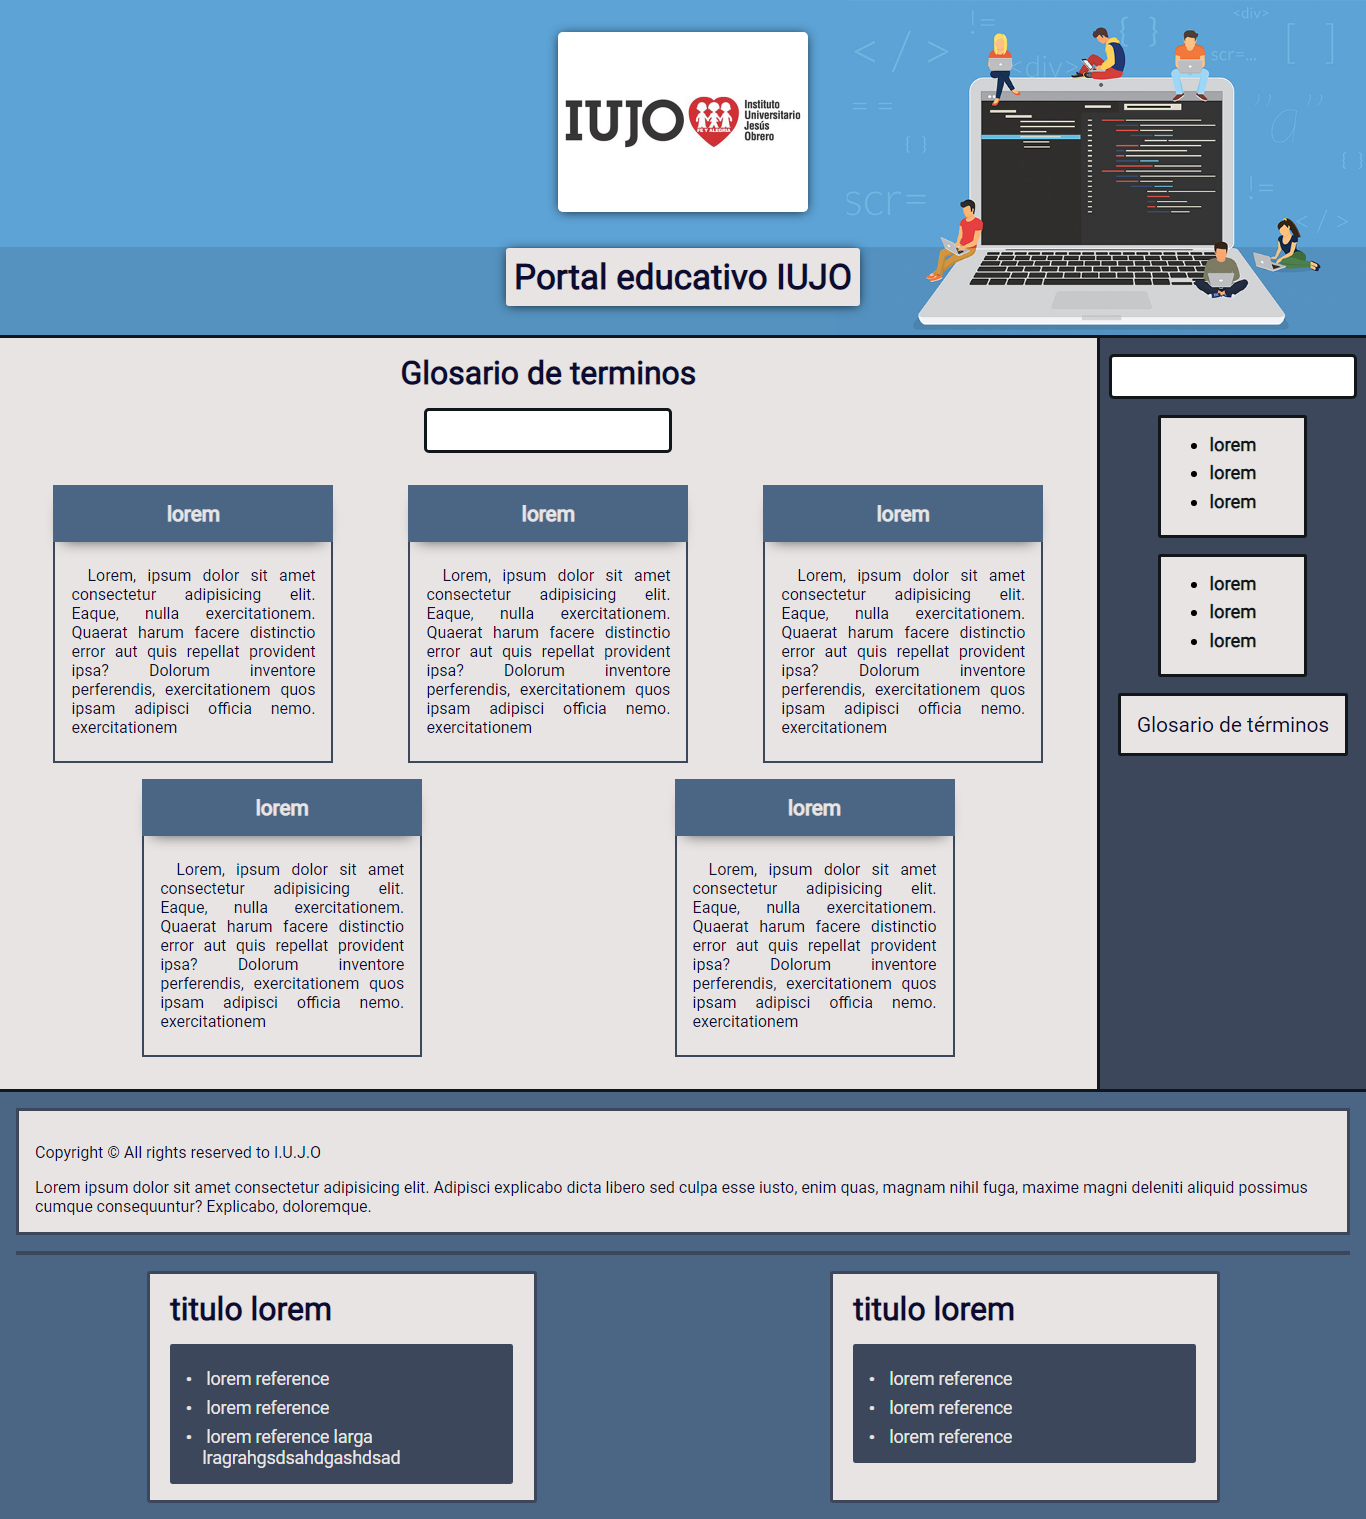 < / >
!=
<div>
{ }
scr=...
<div>
[ ]
= =
{ }
scr=
" a "
{ }
!=
< / >
IUJO
FE Y ALEGRIA
Instituto
Universitario
Jesús
Obrero
Portal educativo IUJO
Glosario de terminos
lorem
Lorem, ipsum dolor sit amet
consectetur adipisicing elit.
Eaque, nulla exercitationem.
Quaerat harum facere distinctio
error aut quis repellat provident
ipsa? Dolorum inventore
perferendis, exercitationem quos
ipsam adipisci officia nemo.
exercitationem
lorem
Lorem, ipsum dolor sit amet
consectetur adipisicing elit.
Eaque, nulla exercitationem.
Quaerat harum facere distinctio
error aut quis repellat provident
ipsa? Dolorum inventore
perferendis, exercitationem quos
ipsam adipisci officia nemo.
exercitationem
lorem
Lorem, ipsum dolor sit amet
consectetur adipisicing elit.
Eaque, nulla exercitationem.
Quaerat harum facere distinctio
error aut quis repellat provident
ipsa? Dolorum inventore
perferendis, exercitationem quos
ipsam adipisci officia nemo.
exercitationem
lorem
Lorem, ipsum dolor sit amet
consectetur adipisicing elit.
Eaque, nulla exercitationem.
Quaerat harum facere distinctio
error aut quis repellat provident
ipsa? Dolorum inventore
perferendis, exercitationem quos
ipsam adipisci officia nemo.
exercitationem
lorem
Lorem, ipsum dolor sit amet
consectetur adipisicing elit.
Eaque, nulla exercitationem.
Quaerat harum facere distinctio
error aut quis repellat provident
ipsa? Dolorum inventore
perferendis, exercitationem quos
ipsam adipisci officia nemo.
exercitationem
• lorem
• lorem
• lorem
• lorem
• lorem
• lorem
Glosario de términos
Copyright © All rights reserved to I.U.J.O
Lorem ipsum dolor sit amet consectetur adipisicing elit. Adipisci explicabo dicta libero sed culpa esse iusto, enim quas, magnam nihil fuga, maxime magni deleniti aliquid possimus
cumque consequuntur? Explicabo, doloremque.
titulo lorem
• lorem reference
• lorem reference
• lorem reference larga
lragrahgsdsahdgashdsad
titulo lorem
• lorem reference
• lorem reference
• lorem reference